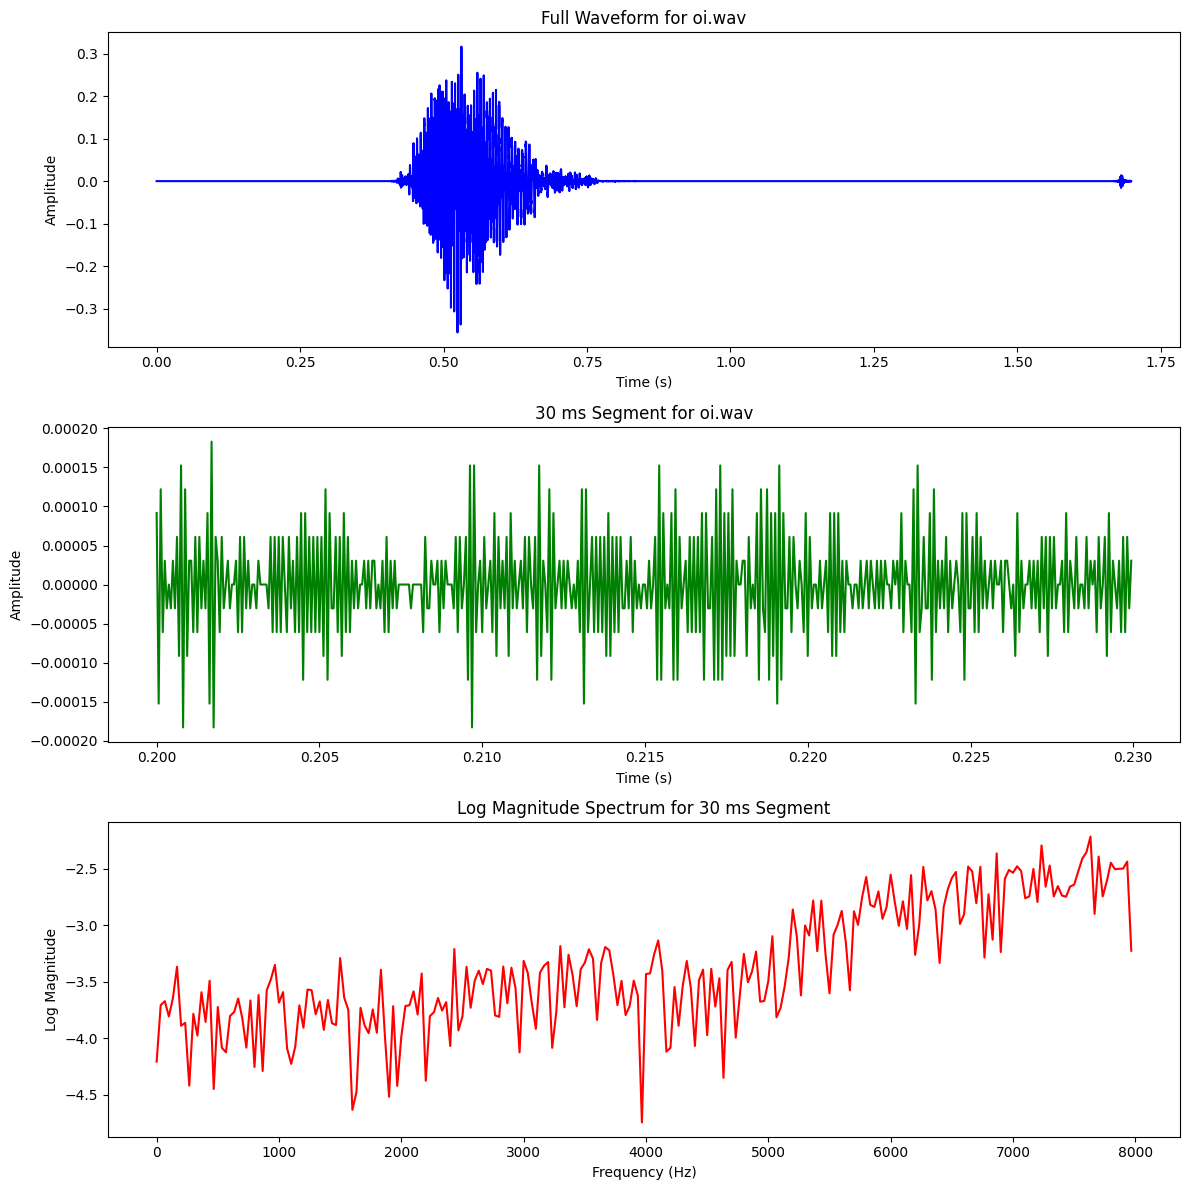 Full Waveform for oi.wav
0.3
0.2
0.1
0.0
−0.1
−0.2
−0.3
Amplitude
0.00 0.25 0.50 0.75 1.00 1.25 1.50 1.75
Time (s)
30 ms Segment for oi.wav
0.00020
0.00015
0.00010
0.00005
0.00000
−0.00005
−0.00010
−0.00015
−0.00020
Amplitude
0.200 0.205 0.210 0.215 0.220 0.225 0.230
Time (s)
Log Magnitude Spectrum for 30 ms Segment
−2.5
−3.0
−3.5
−4.0
−4.5
Log Magnitude
0 1000 2000 3000 4000 5000 6000 7000 8000
Frequency (Hz)